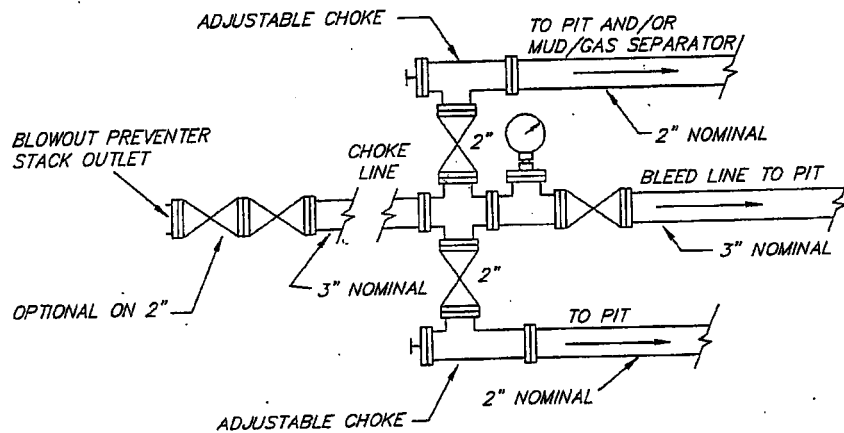 ADJUSTABLE CHOKE
TO PIT AND/OR
MUD/GAS SEPARATOR
2" NOMINAL
BLOWOUT PREVENTER
STACK OUTLET
CHOKE
LINE
2"
BLEED LINE TO PIT
3" NOMINAL
OPTIONAL ON 2"
3" NOMINAL
2"
TO PIT
2" NOMINAL
ADJUSTABLE CHOKE